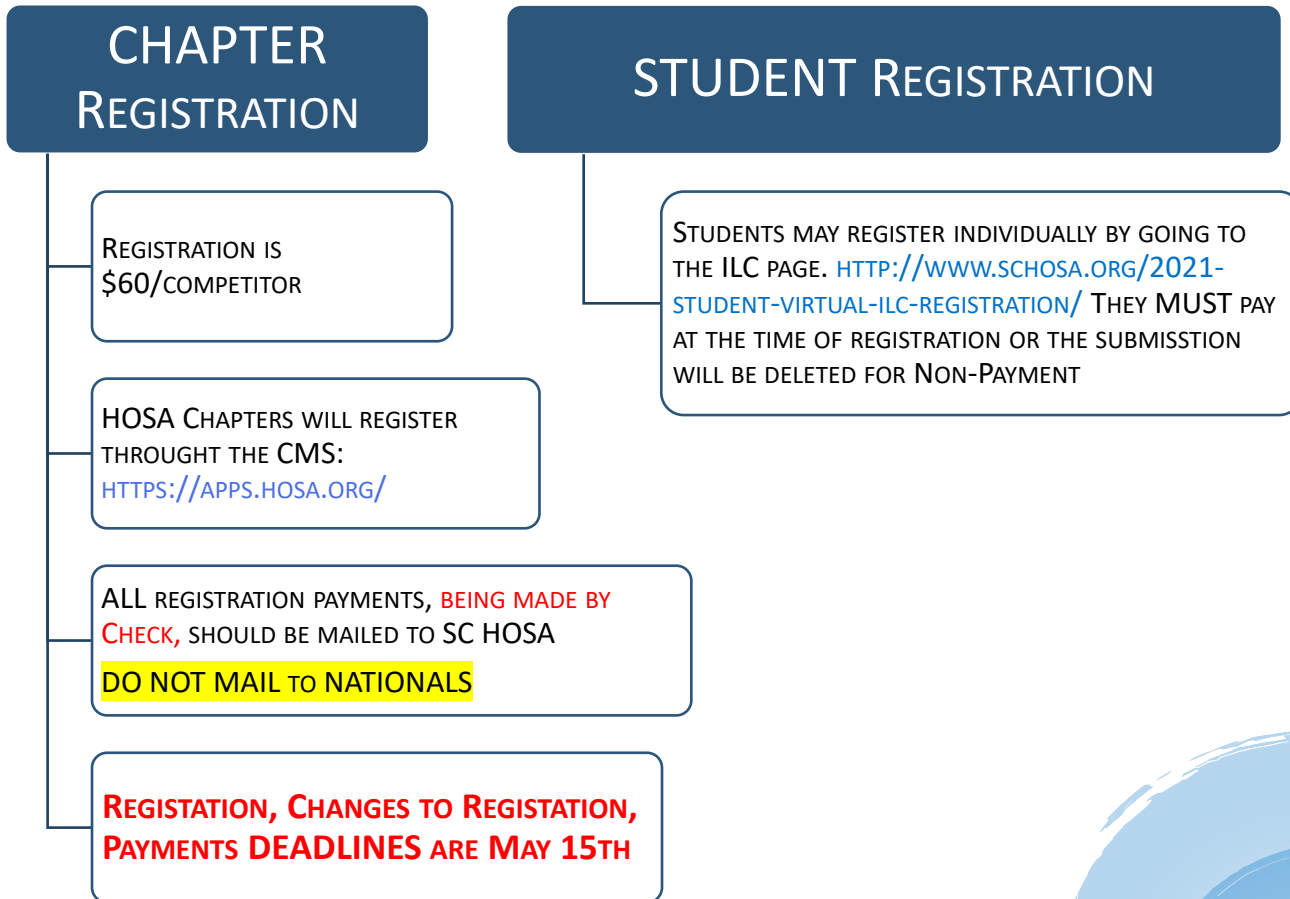 CHAPTER
REGISTRATION
REGISTRATION IS
$60/COMPETITOR
HOSA CHAPTERS WILL REGISTER
THROUGHT THE CMS:
HTTPS://APPS.HOSA.ORG/
ALL REGISTRATION PAYMENTS, BEING MADE BY
CHECK, SHOULD BE MAILED TO SC HOSA
DO NOT MAIL TO NATIONALS
REGISTATION, CHANGES TO REGISTATION,
PAYMENTS DEADLINES ARE MAY 15TH
STUDENT REGISTRATION
STUDENTS MAY REGISTER INDIVIDUALLY BY GOING TO
THE ILC PAGE. HTTP://WWW.SCHOSA.ORG/2021-
STUDENT-VIRTUAL-ILC-REGISTRATION/ THEY MUST PAY
AT THE TIME OF REGISTRATION OR THE SUBMISSTION
WILL BE DELETED FOR NON-PAYMENT